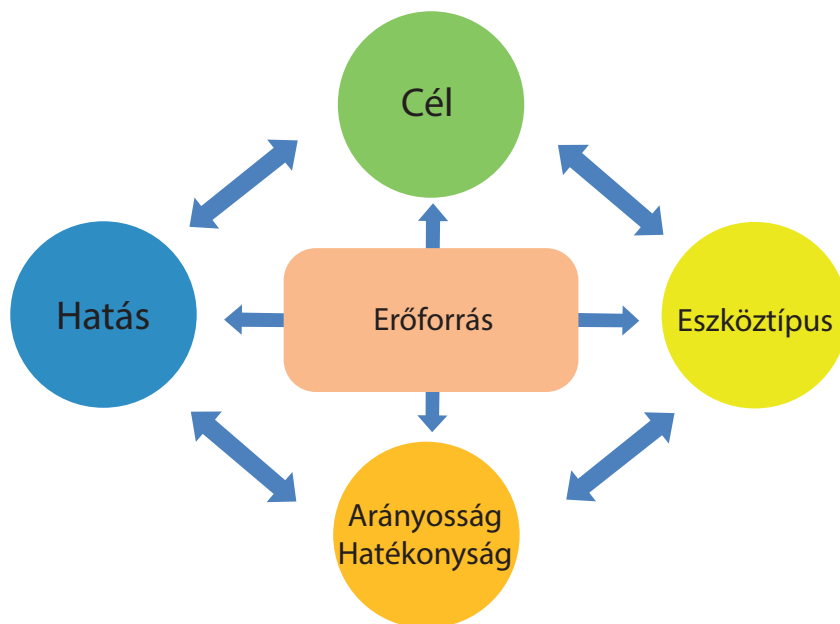 Cél
Hatás
Erőforrás
Eszköztípus
Arányosság
Hatékonyság